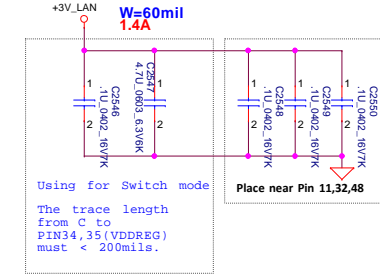 +3V_LAN
W=60mil
1.4A
1
2
C2546
.1U_0402_16V7K
1
2
C2547
4.7U_0603_6.3V6K
1
2
C2548
.1U_0402_16V7K
1
2
C2549
.1U_0402_16V7K
1
2
C2550
.1U_0402_16V7K
Using for Switch mode
The trace length
from C to
PIN34,35(VDDREG)
must < 200mils.
Place near Pin 11,32,48